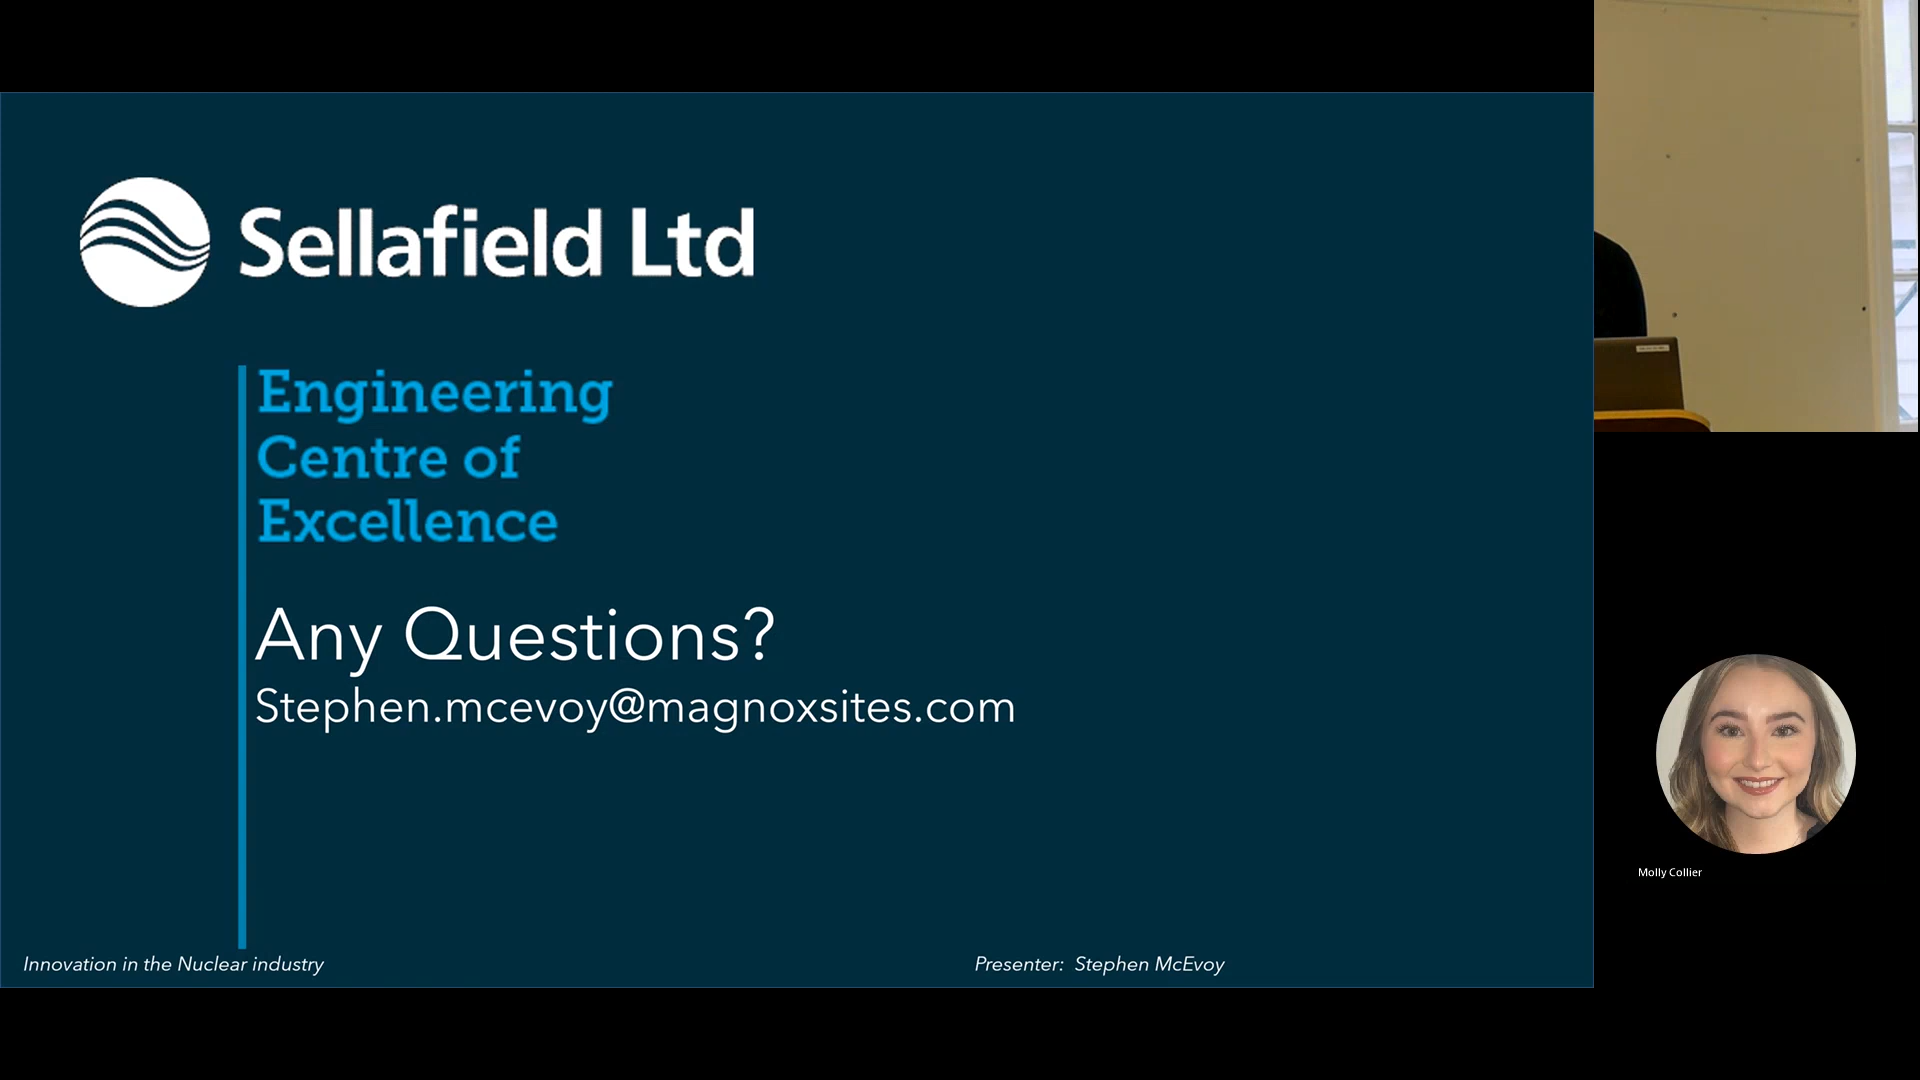 Sellafield Ltd
Engineering
Centre of
Excellence
Any Questions?
Stephen.mcevoy@magnoxsites.com
Innovation in the Nuclear industry
Presenter: Stephen McEvoy
Molly Collier